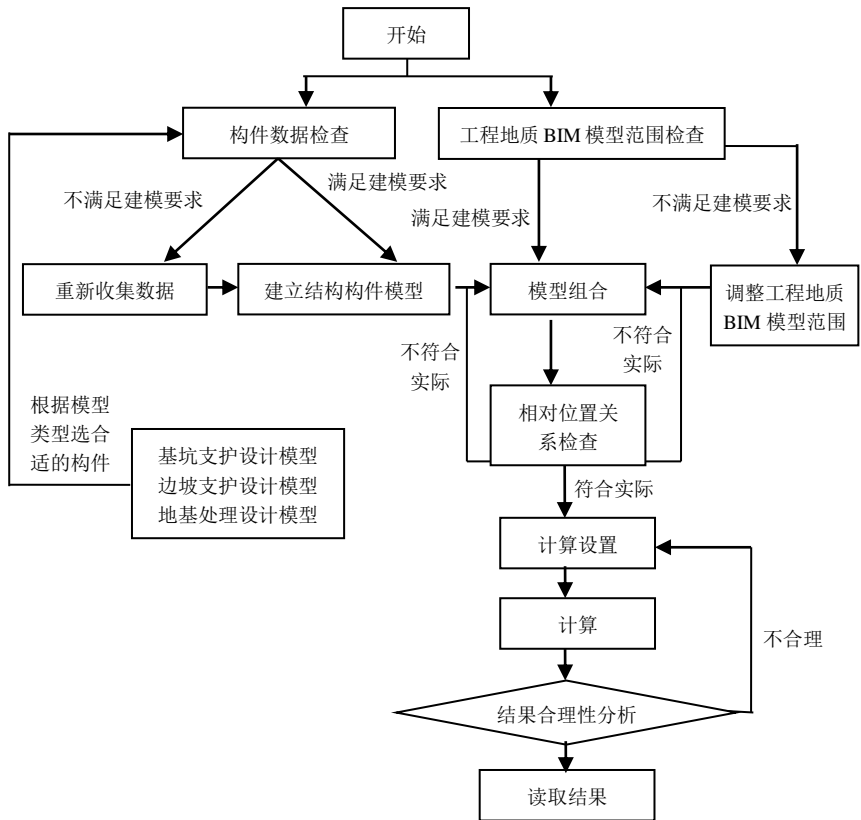 开始
构件数据检查
工程地质 BIM 模型范围检查
不满足建模要求
满足建模要求
满足建模要求
不满足建模要求
重新收集数据
建立结构构件模型
模型组合
调整工程地质
BIM 模型范围
不符合
实际
不符合
实际
相对位置关
系检查
根据模型
类型选合
适的构件
基坑支护设计模型
边坡支护设计模型
地基处理设计模型
符合实际
计算设置
计算
不合理
结果合理性分析
读取结果